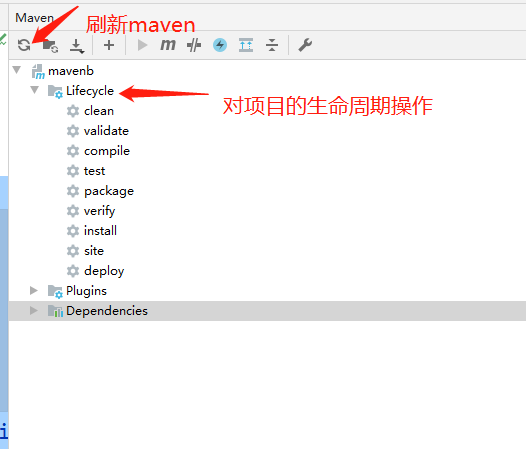 Maven
刷新maven
mavenb
Lifecycle
对项目的生命周期操作
clean
validate
compile
test
package
verify
install
site
deploy
Plugins
Dependencies